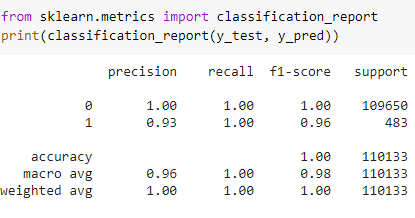 from sklearn.metrics import classification_report
print(classification_report(y_test, y_pred))
precision recall f1-score support
0 1.00 1.00 1.00 109650
1 0.93 1.00 0.96 483
accuracy 1.00 110133
macro avg 0.96 1.00 0.98 110133
weighted avg 1.00 1.00 1.00 110133